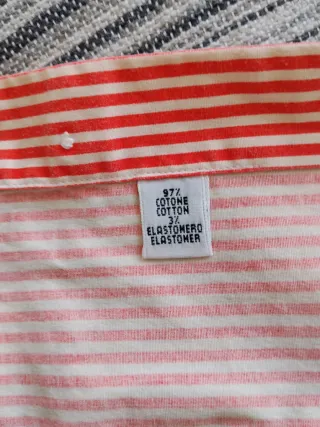 97%
COTONE
COTTON
3%
ELASTOMERO
ELASTOMER